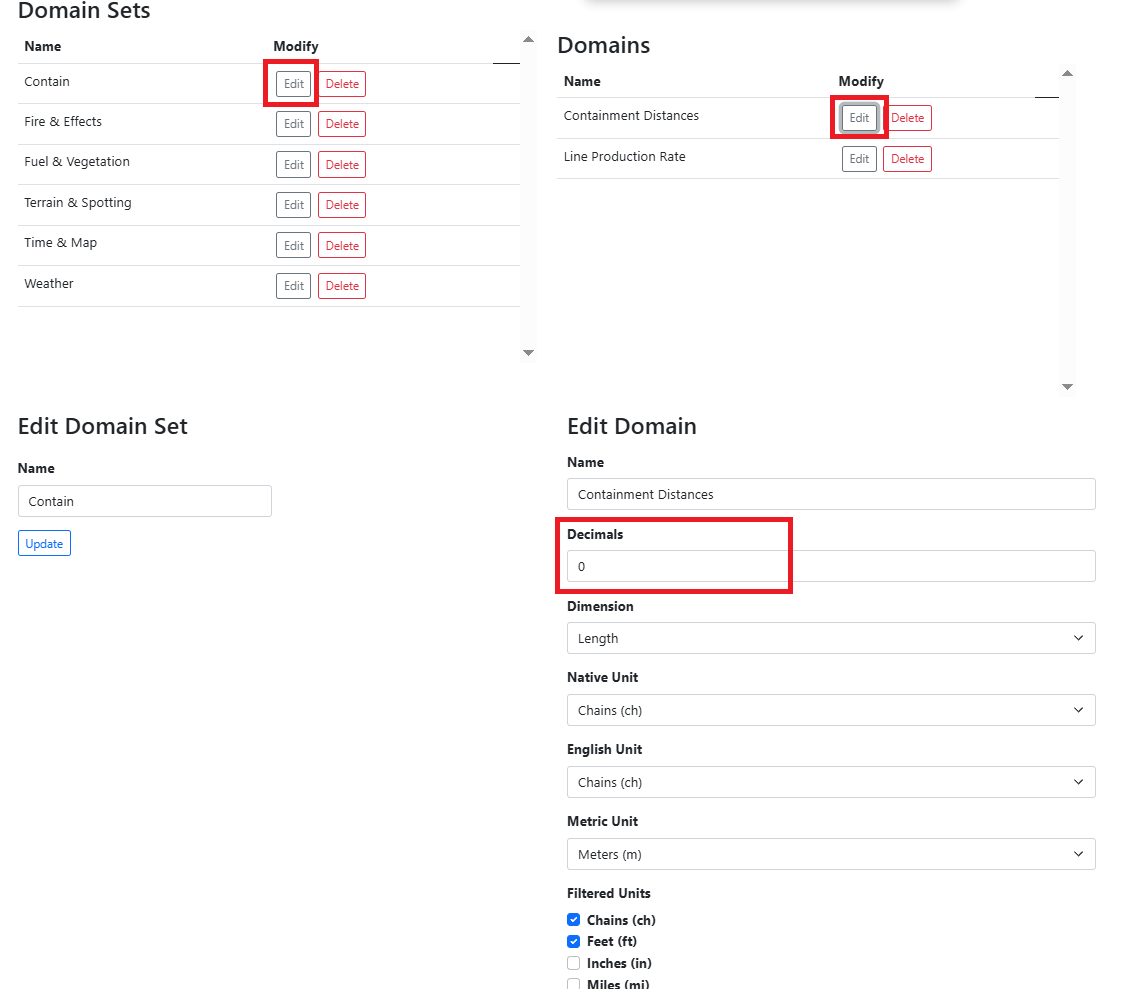 Domain Sets
Name Modify
Contain Edit Delete
Fire & Effects Edit Delete
Fuel & Vegetation Edit Delete
Terrain & Spotting Edit Delete
Time & Map Edit Delete
Weather Edit Delete
Domains
Name Modify
Containment Distances Edit Delete
Line Production Rate Edit Delete
Edit Domain Set
Name
Contain
Update
Edit Domain
Name
Containment Distances
Decimals
0
Dimension
Length
Native Unit
Chains (ch)
English Unit
Chains (ch)
Metric Unit
Meters (m)
Filtered Units
Chains (ch)
Feet (ft)
Inches (in)
Miles (mi)